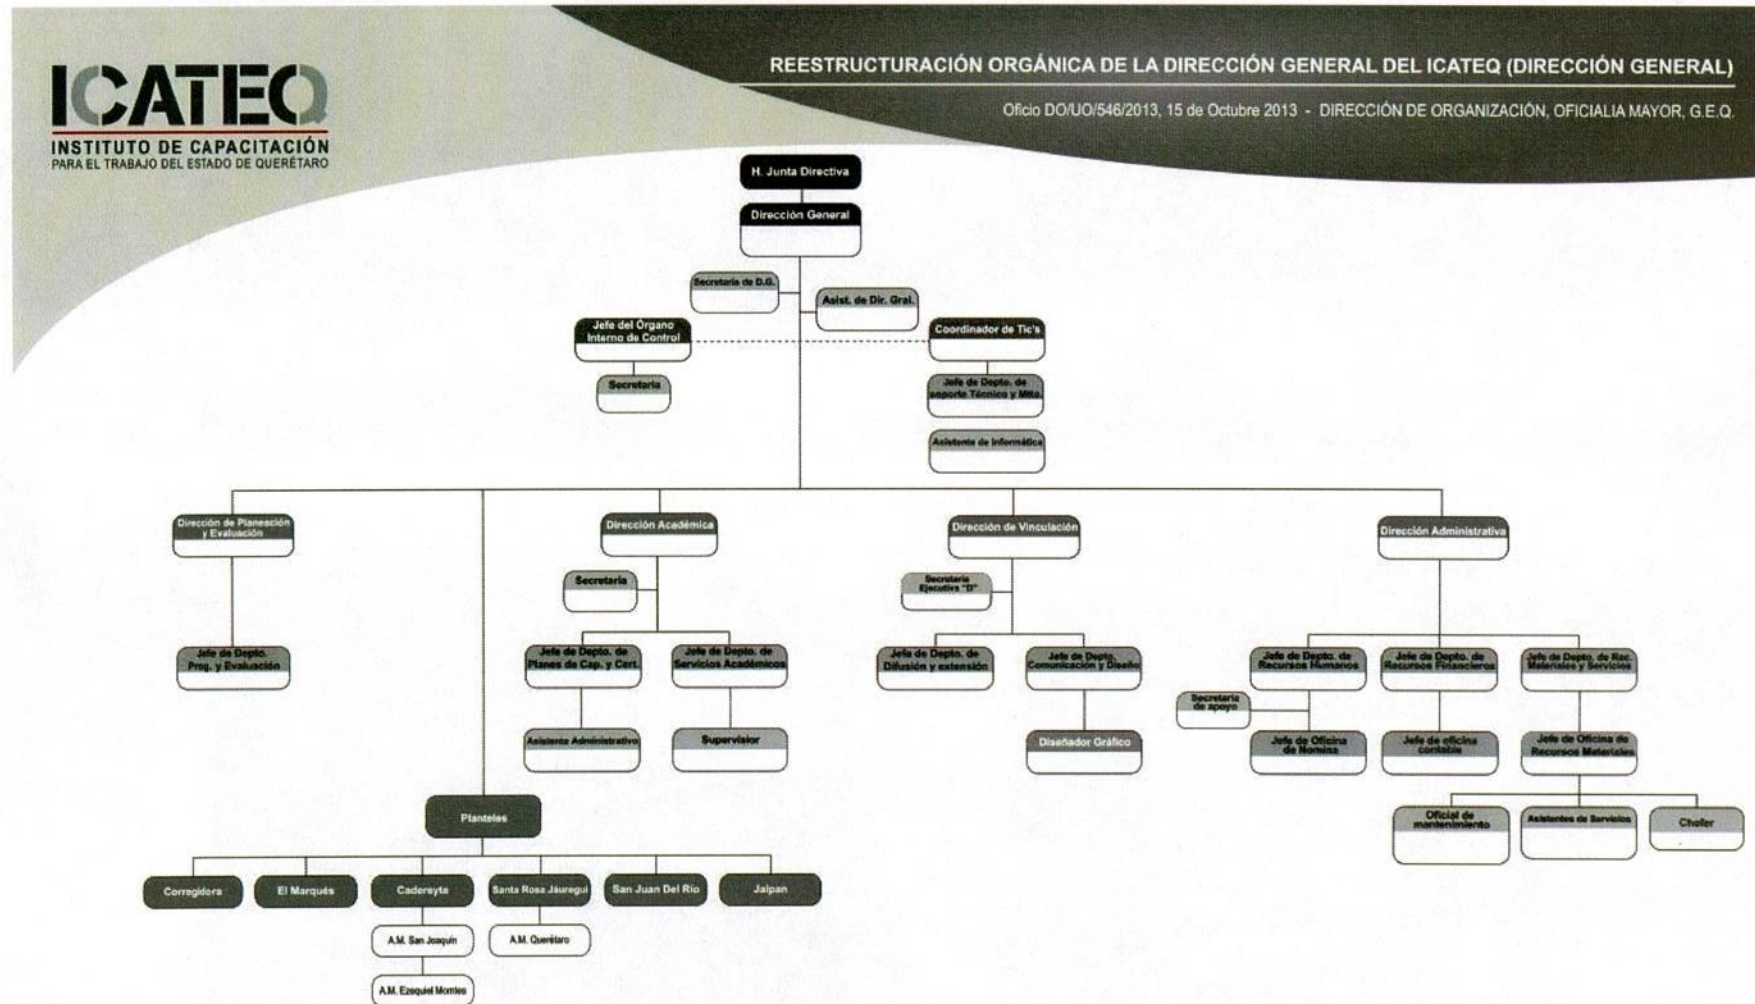 ICATEQ
INSTITUTO DE CAPACITACIÓN
PARA EL TRABAJO DEL ESTADO DE QUERÉTARO
REESTRUCTURACIÓN ORGÁNICA DE LA DIRECCIÓN GENERAL DEL ICATEQ (DIRECCIÓN GENERAL)
Oficio DO/UO/546/2013, 15 de Octubre 2013 - DIRECCIÓN DE ORGANIZACIÓN, OFICIALIA MAYOR, G.E.Q.
H. Junta Directiva
Dirección General
Secretaria de D.G.
Asist. de Dir. Gral.
Jefe del Órgano
Interno de Control
Coordinador de Tic's
Secretaria
Jefe de Depto. de
soporte Técnico y Mtto.
Asistente de informática
Dirección de Planeación
y Evaluación
Dirección Académica
Dirección de Vinculación
Dirección Administrativa
Secretaria
Secretaria
Ejecutiva "D"
Jefe de Depto.
Prog. y Evaluación
Jefe de Depto. de
Planes de Cap. y Cert.
Jefe de Depto. de
Servicios Académicos
Jefe de Depto. de
Difusión y extensión
Jefe de Depto.
Comunicación y Diseño
Jefe de Depto. de
Recursos Humanos
Jefe de Depto. de
Recursos Financieros
Jefe de Depto. de Rec.
Materiales y Servicios
Secretaria
de apoyo
Asistente Administrativo
Supervisior
Diseñador Gráfico
Jefe de Oficina
de Nomina
Jefe de oficina
contable
Jefe de Oficina de
Recursos Materiales
Planteles
Oficial de
mantenimiento
Asistentes de Servicios
Chofer
Corregidora
El Marqués
Cadereyta
Santa Rosa Jáuregui
San Juan Del Río
Jalpan
A.M. San Joaquín
A.M. Querétaro
A.M. Ezequiel Montes